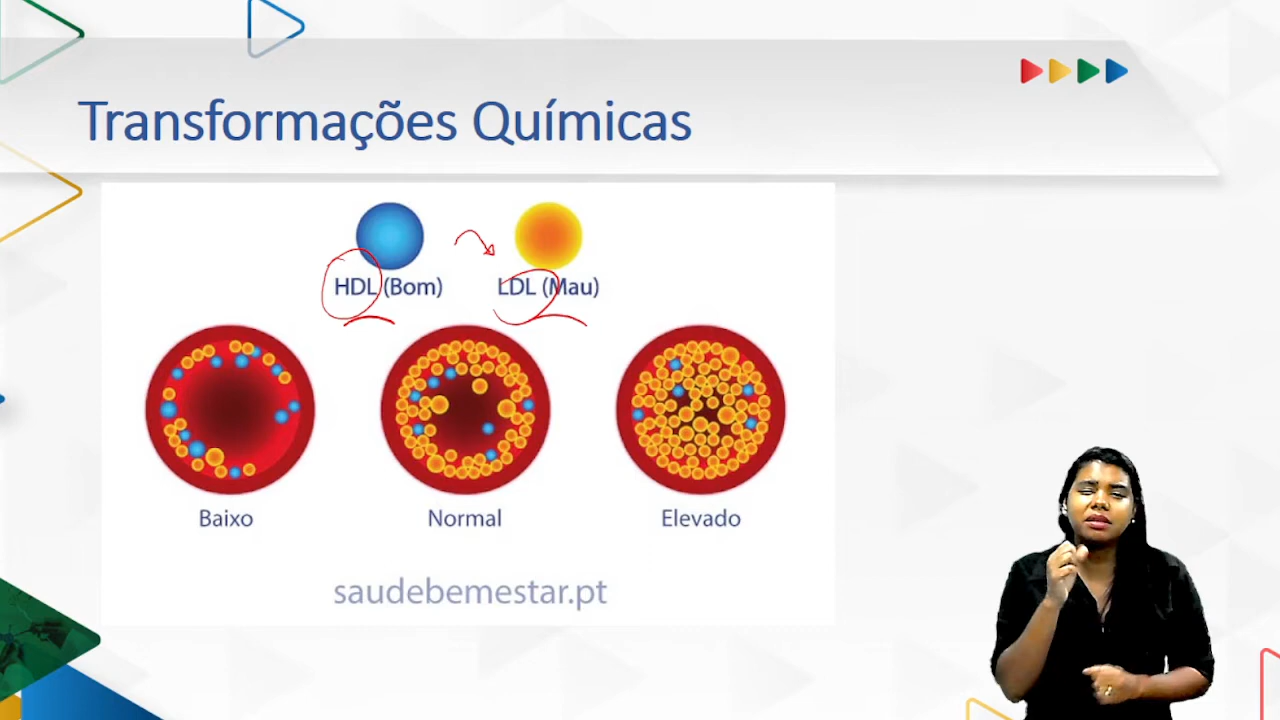 Transformações Químicas
HDL (Bom) LDL (Mau)
Baixo Normal Elevado
saudebemestar.pt